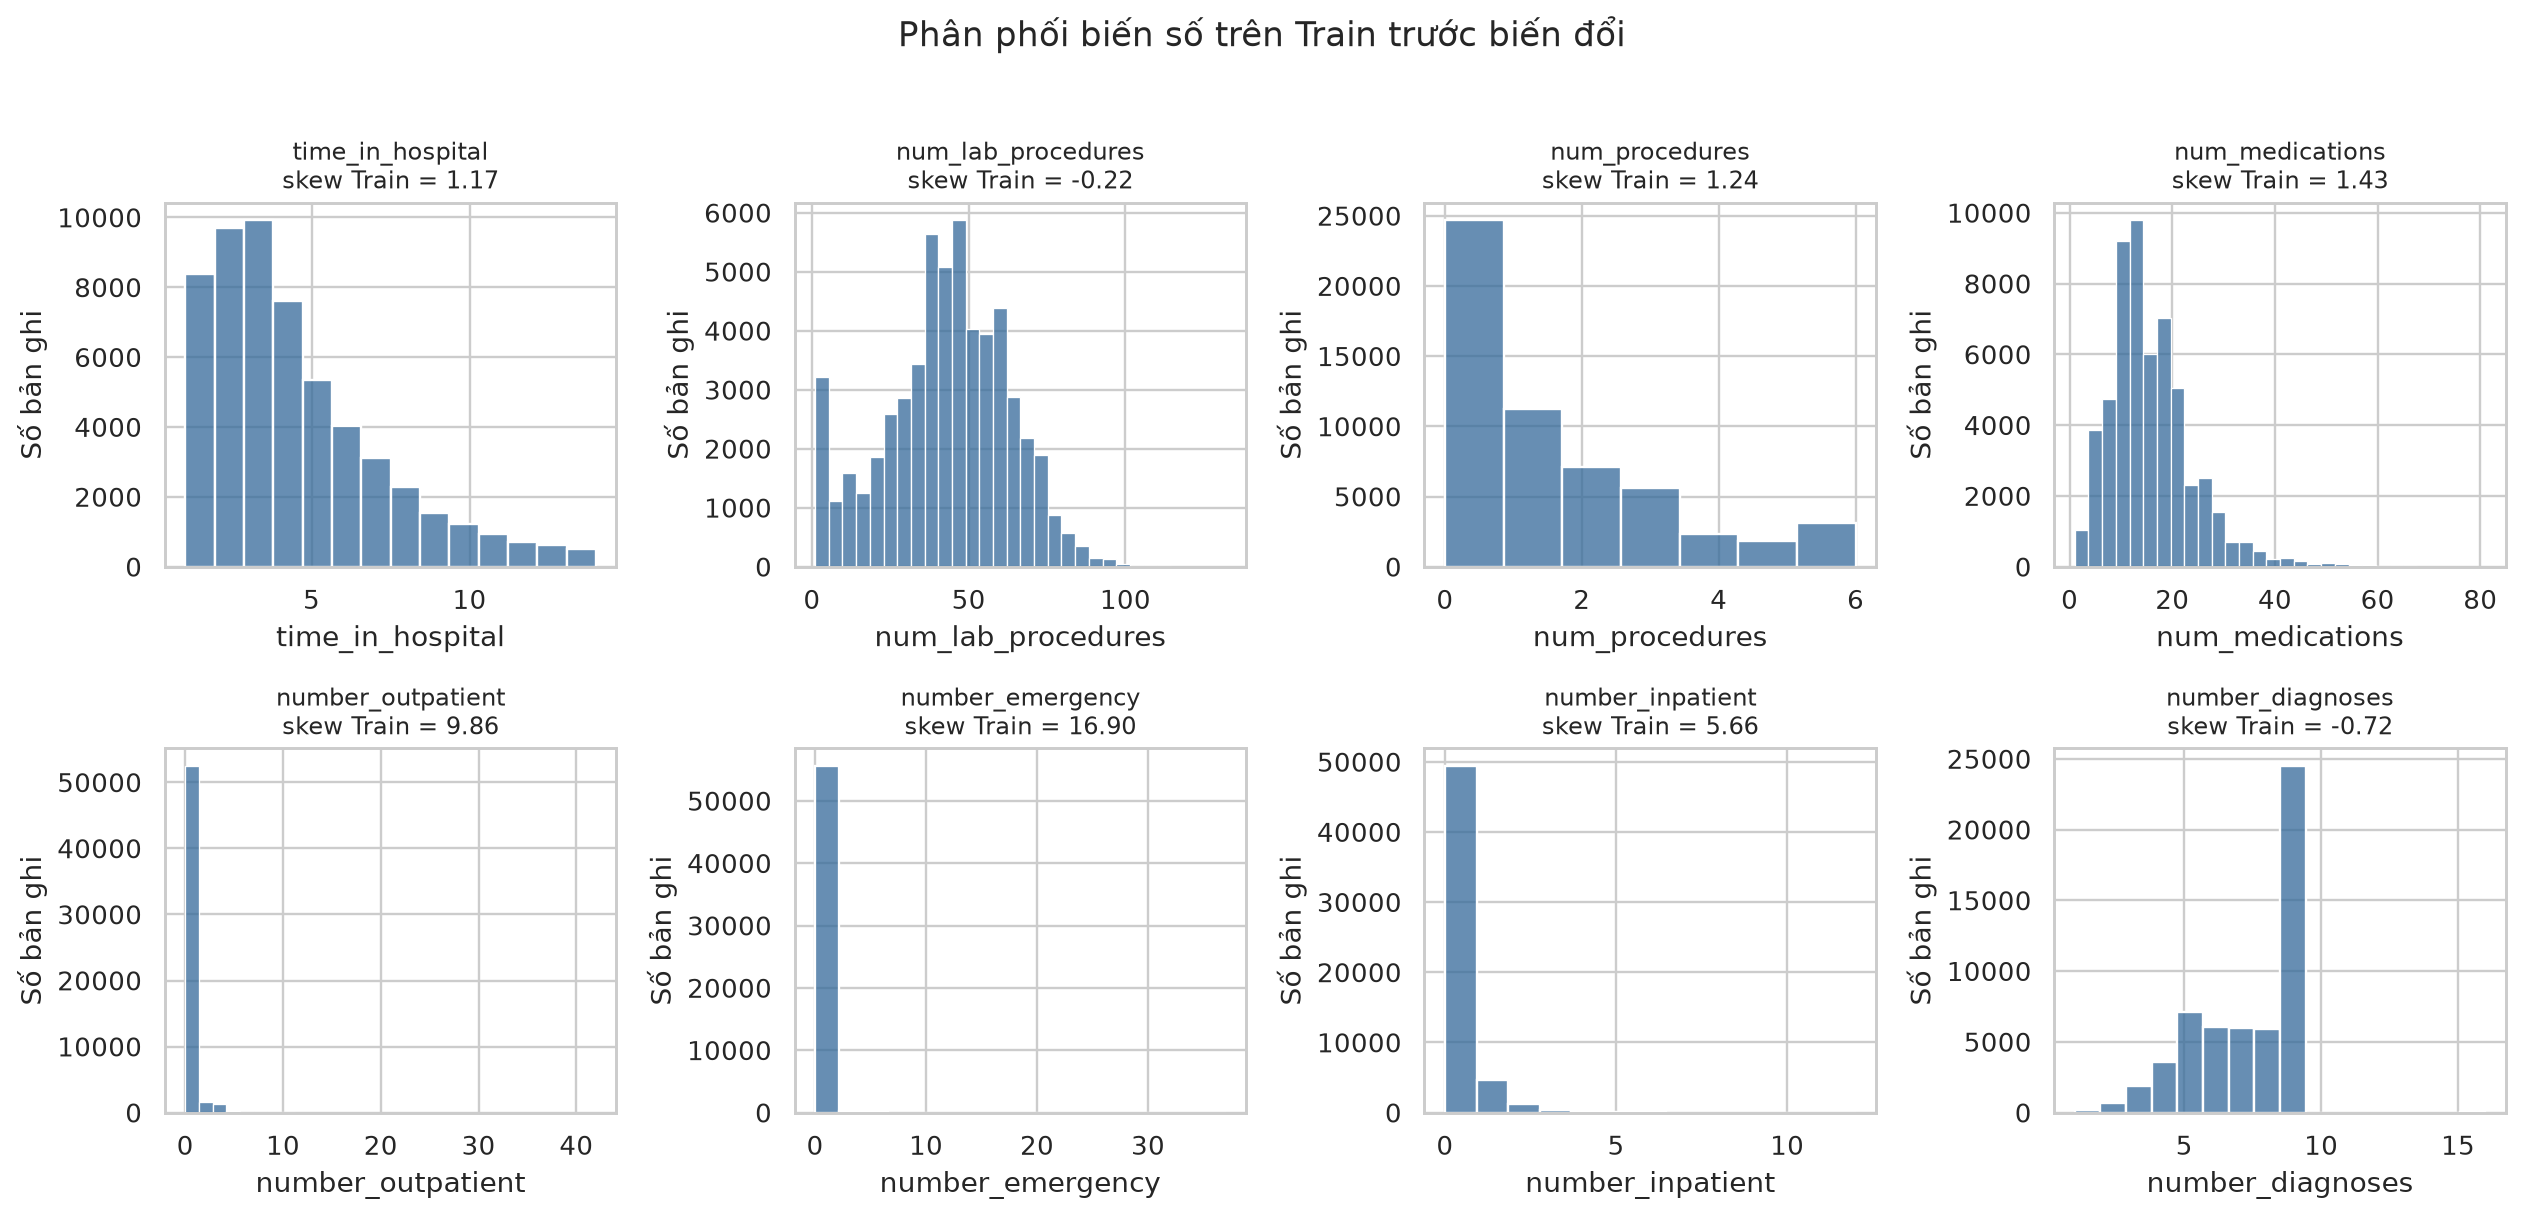 Phân phối biến số trên Train trước biến đổi
time_in_hospital
skew Train = 1.17
10000
8000
6000
4000
2000
0
Số bản ghi
5 10
time_in_hospital
num_lab_procedures
skew Train = -0.22
6000
5000
4000
3000
2000
1000
0
Số bản ghi
0 50 100
num_lab_procedures
num_procedures
skew Train = 1.24
25000
20000
15000
10000
5000
0
Số bản ghi
0 2 4 6
num_procedures
num_medications
skew Train = 1.43
10000
8000
6000
4000
2000
0
Số bản ghi
0 20 40 60 80
num_medications
number_outpatient
skew Train = 9.86
50000
40000
30000
20000
10000
0
Số bản ghi
0 10 20 30 40
number_outpatient
number_emergency
skew Train = 16.90
50000
40000
30000
20000
10000
0
Số bản ghi
0 10 20 30
number_emergency
number_inpatient
skew Train = 5.66
50000
40000
30000
20000
10000
0
Số bản ghi
0 5 10
number_inpatient
number_diagnoses
skew Train = -0.72
25000
20000
15000
10000
5000
0
Số bản ghi
5 10 15
number_diagnoses